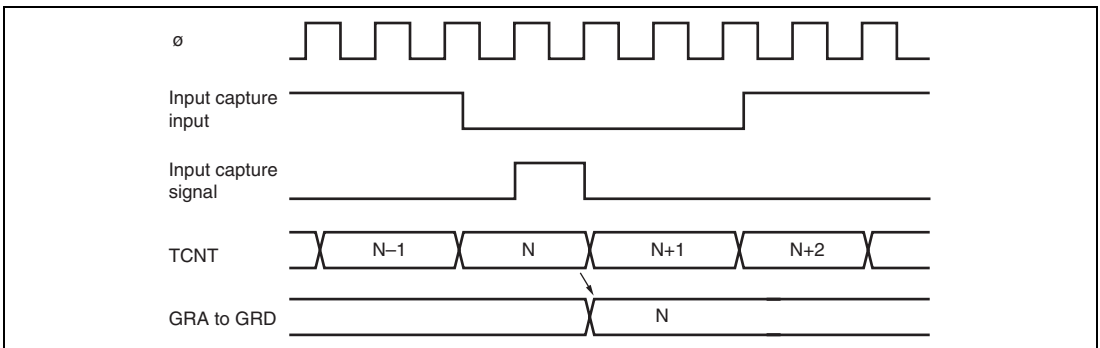 ø
Input capture
input
Input capture
signal
TCNT
N–1
N
N+1
N+2
GRA to GRD
N